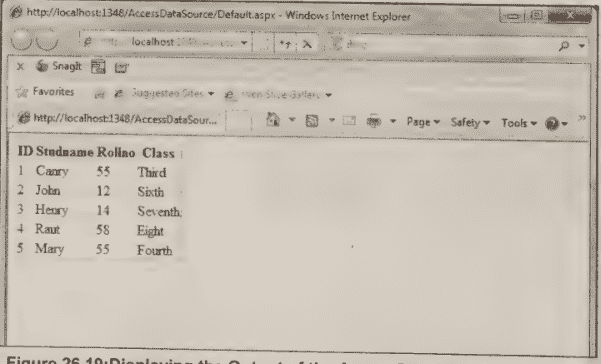 http://localhost:1348/AccessDataSource/Default.aspx - Windows Internet Explorer
localhost
x SnagIt
Favorites Suggested Sites
http://localhost:1348/AccessDataSour... Page Safety Tools
ID Studname Rollno Class
1 Canry 55 Third
2 John 12 Sixth
3 Henry 14 Seventh
4 Raut 58 Eight
5 Mary 55 Fourth
Figure 26.19:Displaying the Output of the